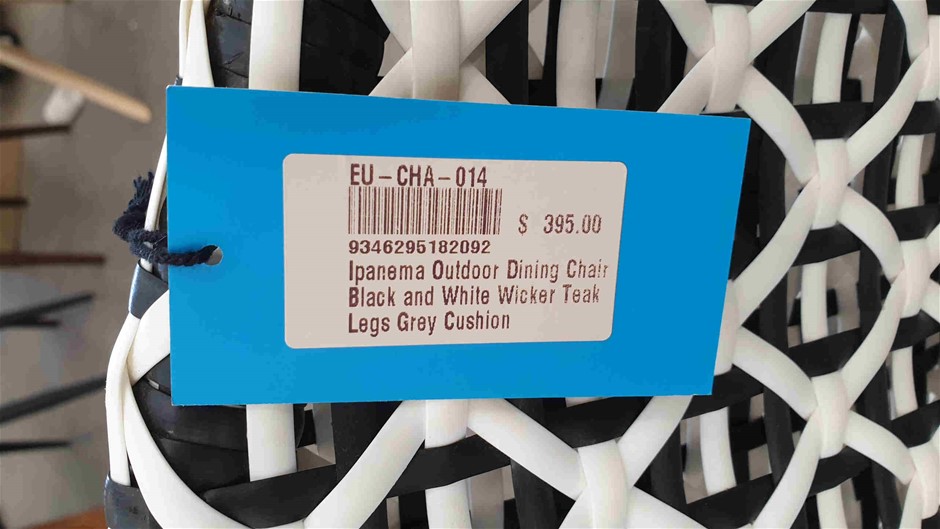 EU-CHA-014
$ 395.00
9346295182092
Ipanema Outdoor Dining Chair
Black and White Wicker Teak
Legs Grey Cushion